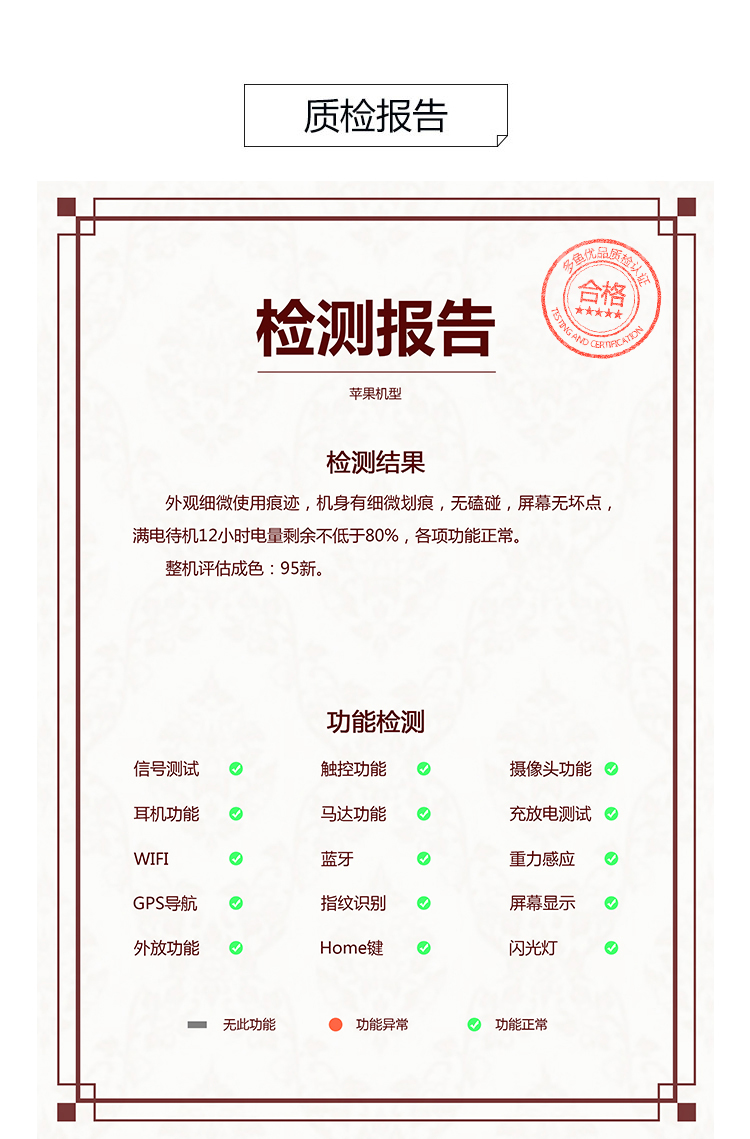 质检报告
多鱼优品质检认证
合格
TESTING AND CERTIFICATION
检测报告
苹果机型
检测结果
外观细微使用痕迹，机身有细微划痕，无磕碰，屏幕无坏点，
满电待机12小时电量剩余不低于80%，各项功能正常。
整机评估成色：95新。
功能检测
信号测试 触控功能 摄像头功能
耳机功能 马达功能 充放电测试
WIFI 蓝牙 重力感应
GPS导航 指纹识别 屏幕显示
外放功能 Home键 闪光灯
无此功能 功能异常 功能正常